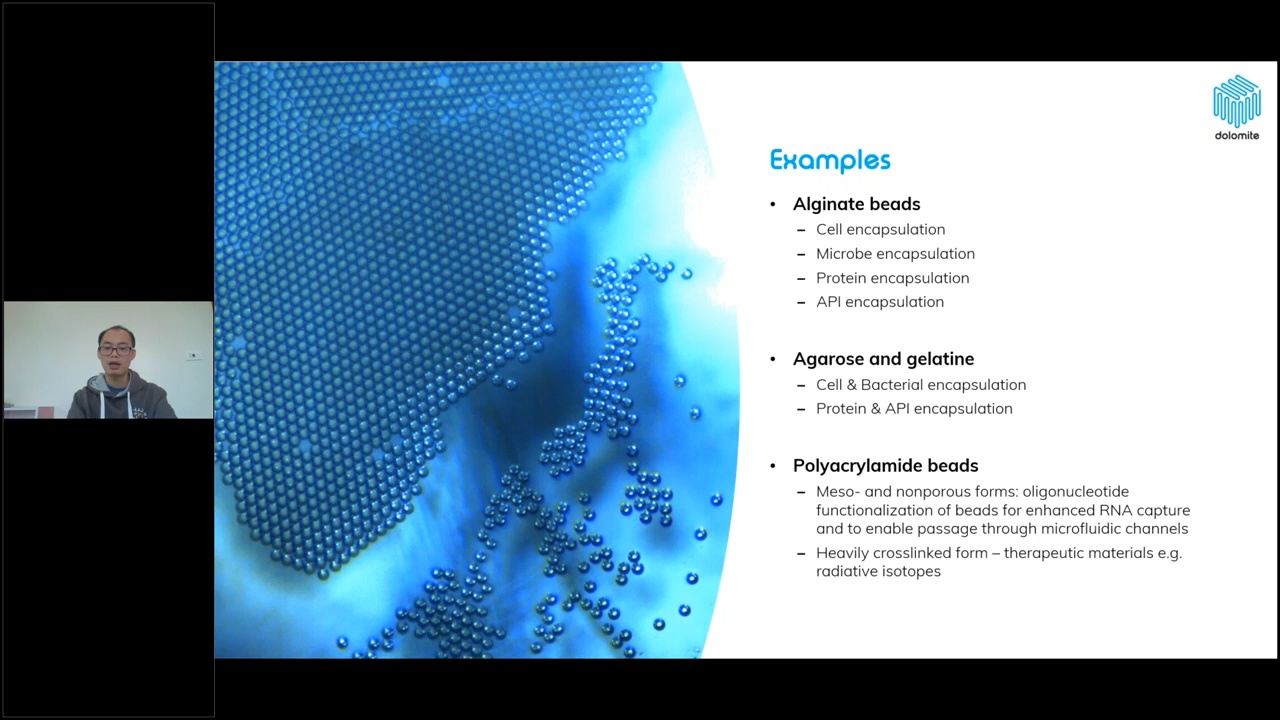 dolomite
Examples
• Alginate beads
– Cell encapsulation
– Microbe encapsulation
– Protein encapsulation
– API encapsulation
• Agarose and gelatine
– Cell & Bacterial encapsulation
– Protein & API encapsulation
• Polyacrylamide beads
– Meso- and nonporous forms: oligonucleotide
functionalization of beads for enhanced RNA capture
and to enable passage through microfluidic channels
– Heavily crosslinked form – therapeutic materials e.g.
radiative isotopes